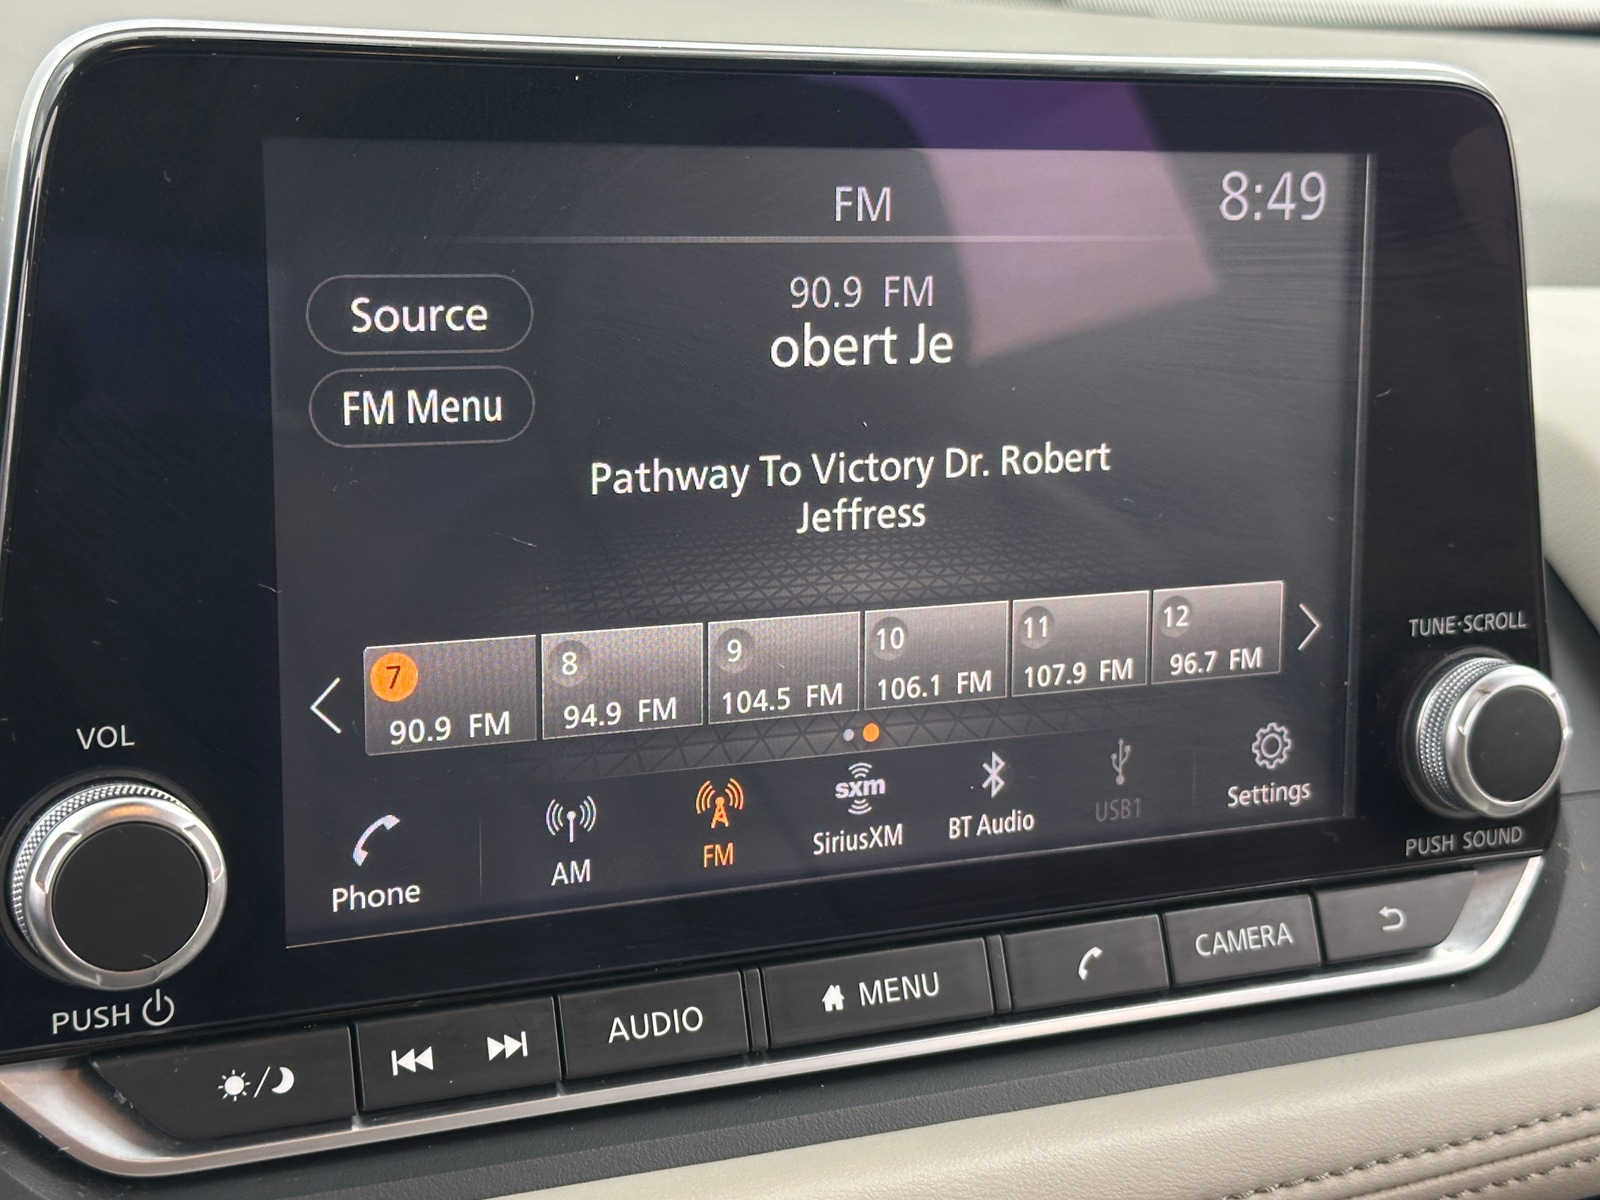 FM
8:49
Source
90.9 FM
obert Je
FM Menu
Pathway To Victory Dr. Robert
Jeffress
7
90.9 FM
8
94.9 FM
9
104.5 FM
10
106.1 FM
11
107.9 FM
12
96.7 FM
Phone
AM
FM
sxm
SiriusXM
BT Audio
USB1
Settings
VOL
PUSH
TUNE·SCROLL
PUSH SOUND
AUDIO
MENU
CAMERA